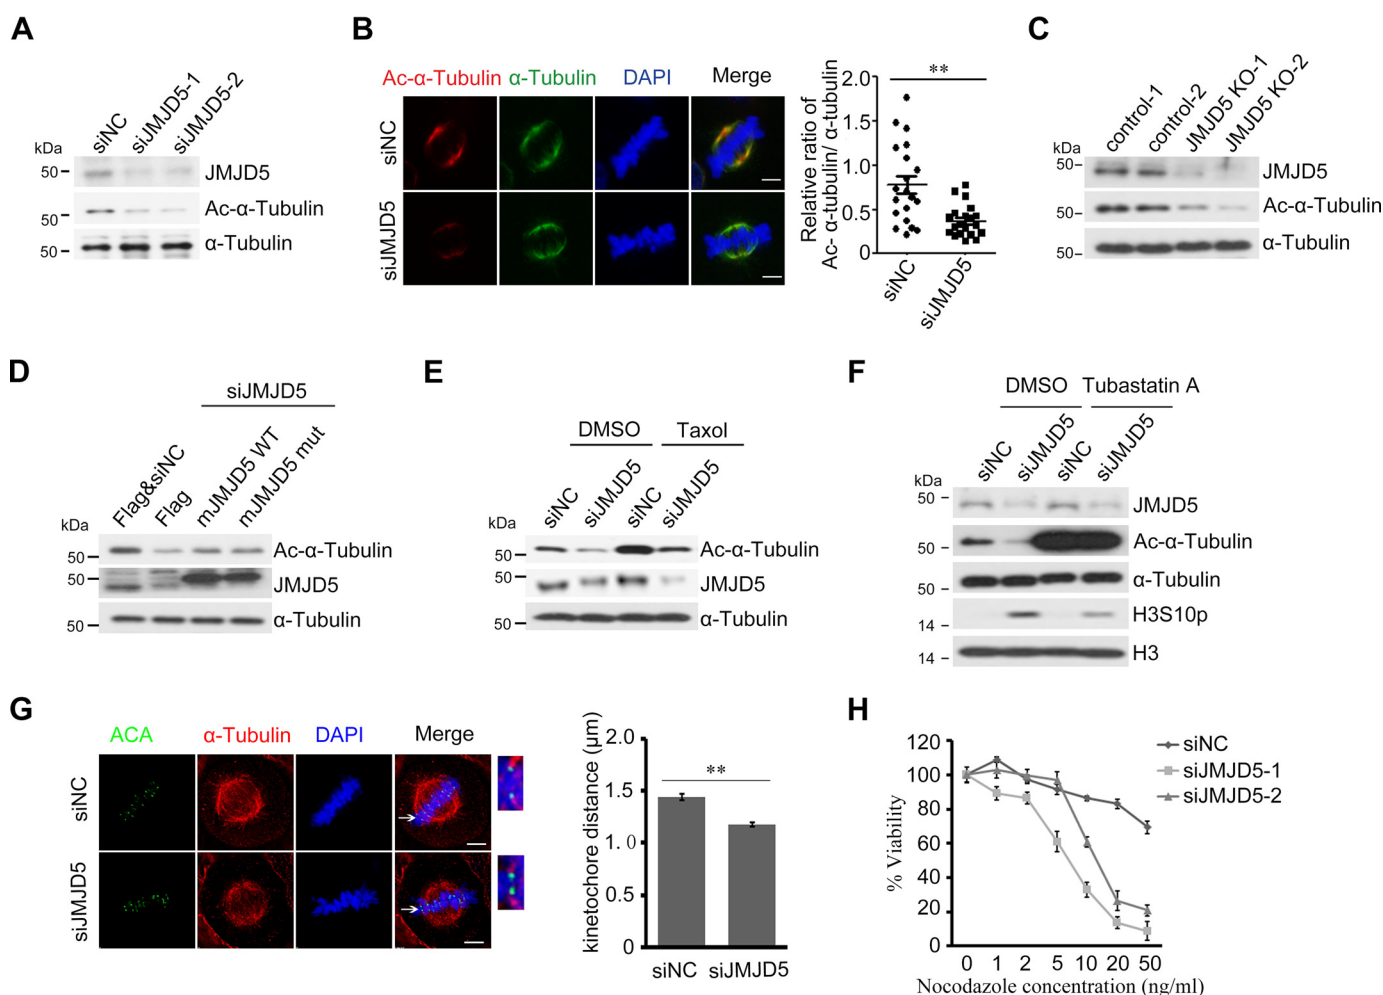 A
siNC
siJMJD5-1
siJMJD5-2
kDa
50
JMJD5
Ac-α-Tubulin
50
α-Tubulin
50
B
Ac-α-Tubulin α-Tubulin DAPI Merge
siNC
siJMJD5
Relative ratio of
Ac- α-tubulin/ α-tubulin
2.0
1.5
1.0
0.5
0
**
siNC
siJMJD5
C
control-1
control-2
JMJD5 KO-1
JMJD5 KO-2
kDa
50
JMJD5
50
Ac-α-Tubulin
50
α-Tubulin
D
siJMJD5
Flag&siNC
Flag
mJMJD5 WT
mJMJD5 mut
kDa
50
Ac-α-Tubulin
50
JMJD5
50
α-Tubulin
E
DMSO Taxol
siNC
siJMJD5
siNC
siJMJD5
kDa
50
Ac-α-Tubulin
50
JMJD5
50
α-Tubulin
F
DMSO Tubastatin A
siNC
siJMJD5
siNC
siJMJD5
kDa
50
JMJD5
50
Ac-α-Tubulin
50
α-Tubulin
14
H3S10p
14
H3
G
ACA α-Tubulin DAPI Merge
siNC
siJMJD5
kinetochore distance (μm)
2.0
1.5
1.0
0.5
0
**
siNC siJMJD5
H
% Viability
120
100
80
60
40
20
0
0 1 2 5 10 20 50
Nocodazole concentration (ng/ml)
siNC
siJMJD5-1
siJMJD5-2